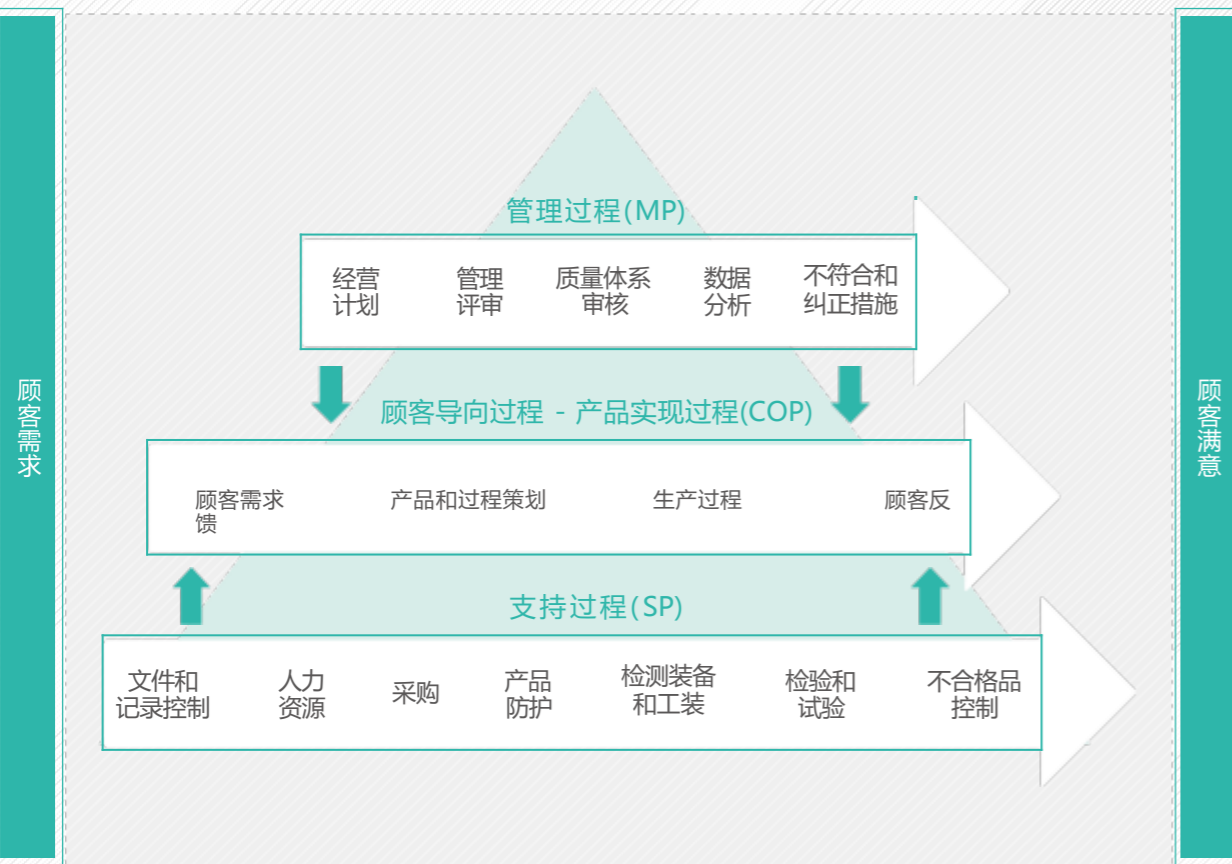 顾客需求
管理过程(MP)
经营
计划
管理
评审
质量体系
审核
数据
分析
不符合和
纠正措施
顾客导向过程 - 产品实现过程(COP)
顾客需求 产品和过程策划 生产过程 顾客反
馈
支持过程(SP)
文件和
记录控制
人力
资源
采购
产品
防护
检测装备
和工装
检验和
试验
不合格品
控制
顾客满意